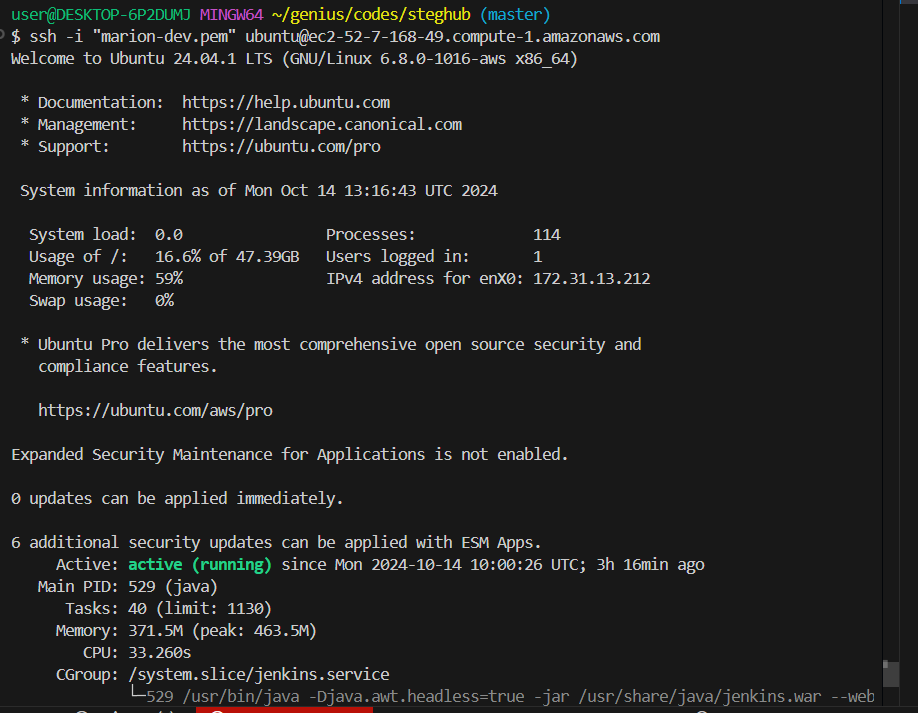 user@DESKTOP-6P2DUMJ MINGW64 ~/genius/codes/steghub (master)
$ ssh -i "marion-dev.pem" ubuntu@ec2-52-7-168-49.compute-1.amazonaws.com
Welcome to Ubuntu 24.04.1 LTS (GNU/Linux 6.8.0-1016-aws x86_64)
* Documentation:  https://help.ubuntu.com
* Management:     https://landscape.canonical.com
* Support:        https://ubuntu.com/pro
System information as of Mon Oct 14 13:16:43 UTC 2024
System load:  0.0                Processes:             114
Usage of /:   16.6% of 47.39GB   Users logged in:       1
Memory usage: 59%                IPv4 address for enX0: 172.31.13.212
Swap usage:   0%
* Ubuntu Pro delivers the most comprehensive open source security and
compliance features.
https://ubuntu.com/aws/pro
Expanded Security Maintenance for Applications is not enabled.
0 updates can be applied immediately.
6 additional security updates can be applied with ESM Apps.
Active: active (running) since Mon 2024-10-14 10:00:26 UTC; 3h 16min ago
Main PID: 529 (java)
Tasks: 40 (limit: 1130)
Memory: 371.5M (peak: 463.5M)
CPU: 33.260s
CGroup: /system.slice/jenkins.service
└─529 /usr/bin/java -Djava.awt.headless=true -jar /usr/share/java/jenkins.war --web